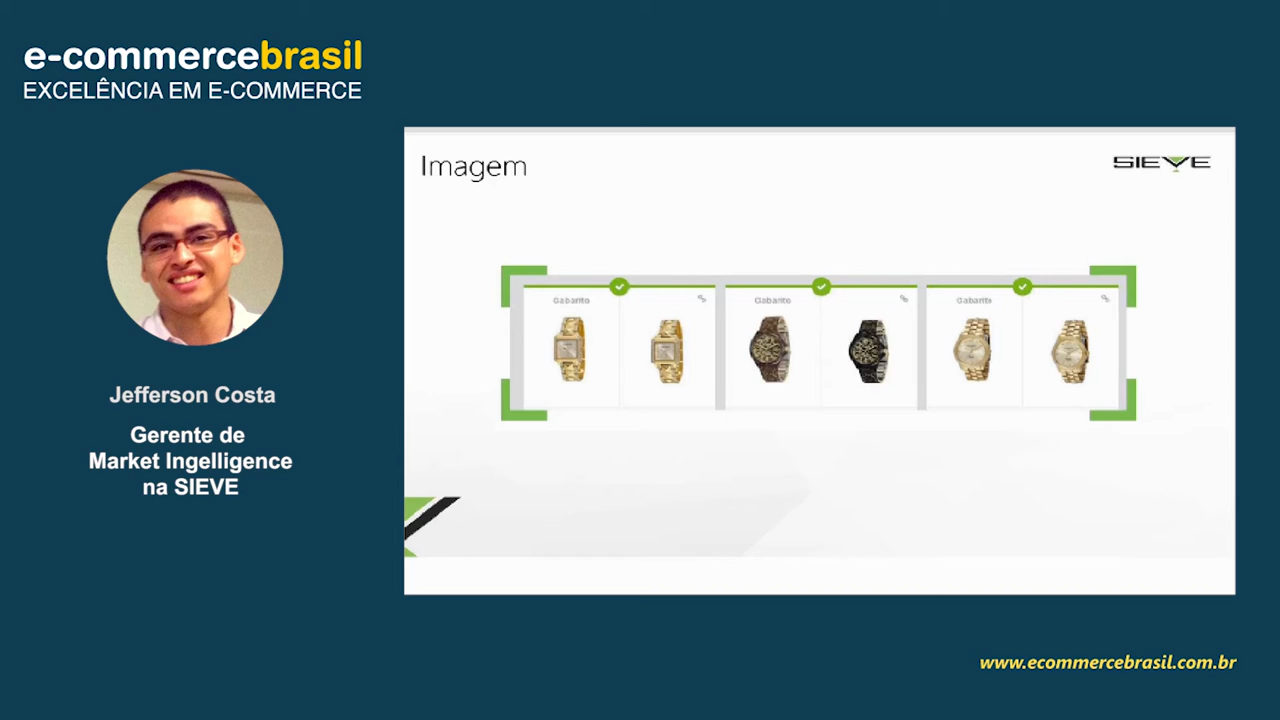 e-commercebrasil
EXCELÊNCIA EM E-COMMERCE
Imagem
SIEVE
Gabarito
Gabarito
Gabarito
Jefferson Costa
Gerente de
Market Ingelligence
na SIEVE
www.ecommercebrasil.com.br